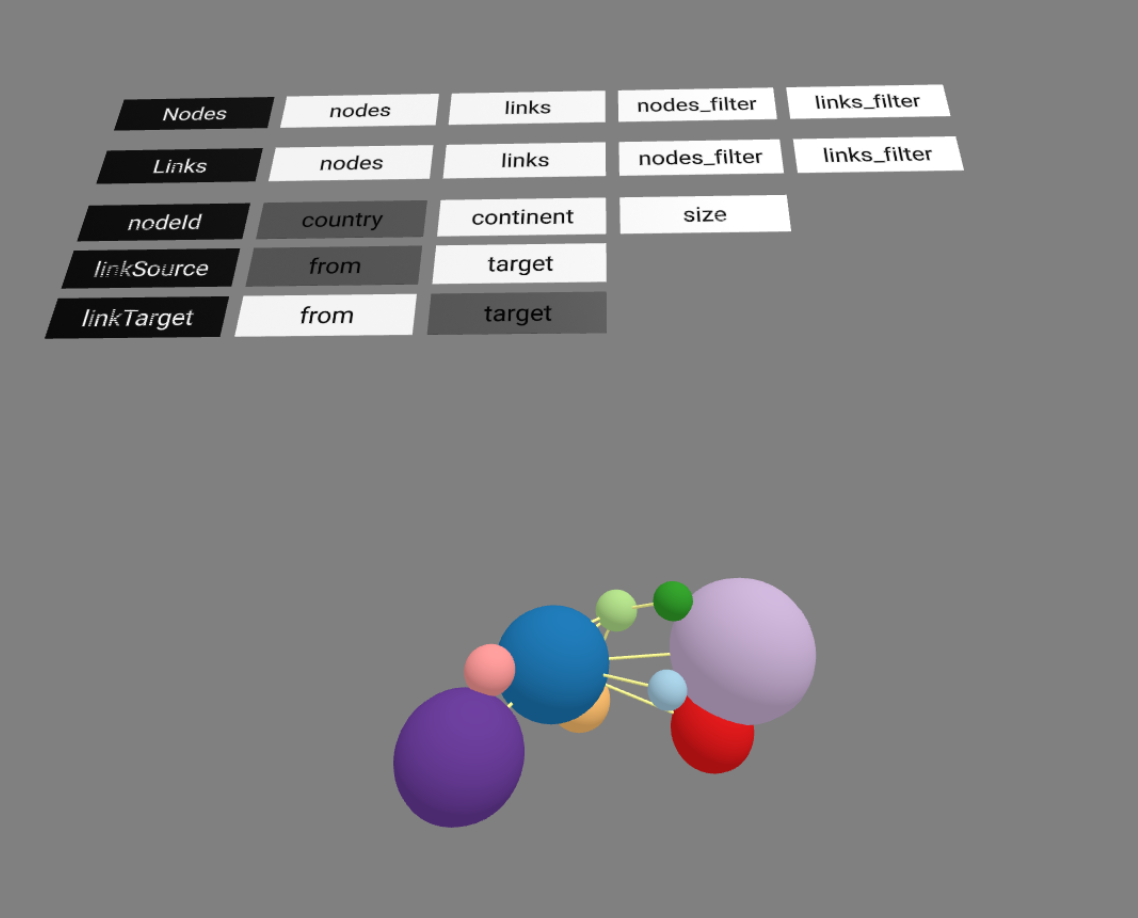 Nodes nodes links nodes_filter links_filter
Links nodes links nodes_filter links_filter
nodeId country continent size
linkSource from target
linkTarget from target